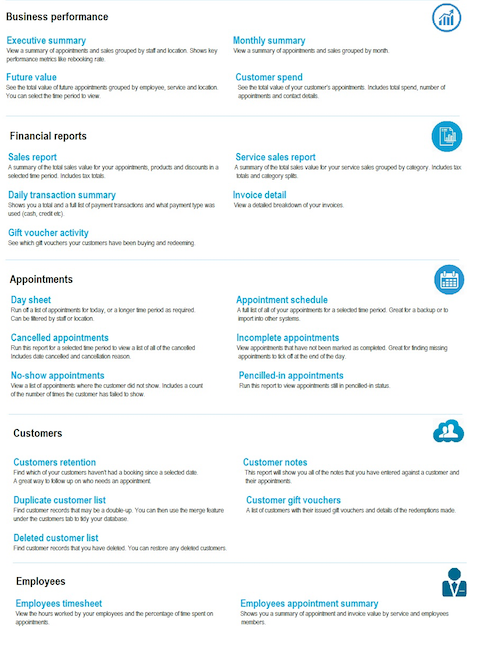 Business performance
Executive summary
View a summary of appointments and sales grouped by staff and location. Shows key
performance metrics like rebooking rate.
Monthly summary
View a summary of appointments and sales grouped by month.
Future value
See the total value of future appointments grouped by employee, service and location.
You can select the time period to view.
Customer spend
See the total value of your customer's appointments. Includes total spend, number of
appointments and contact details.
Financial reports
Sales report
A summary of the total sales value for your appointments, products and discounts in a
selected time period. Includes tax totals.
Service sales report
A summary of the total sales value for your service sales grouped by category. Includes tax
totals and category splits.
Daily transaction summary
Shows you a total and a full list of payment transactions and what payment type was
used (cash, credit etc).
Invoice detail
View a detailed breakdown of your invoices.
Gift voucher activity
See which gift vouchers your customers have been buying and redeeming.
Appointments
Day sheet
Run off a list of appointments for today, or a longer time period as required.
Can be filtered by staff or location.
Appointment schedule
A full list of all of your appointments for a selected time period. Great for a backup or to
import into other systems.
Cancelled appointments
Run this report for a selected time period to view a list of all of the cancelled
Includes date cancelled and cancellation reason.
Incomplete appointments
View appointments that have not been marked as completed. Great for finding missing
appointments to tick off at the end of the day.
No-show appointments
View a list of appointments where the customer did not show. Includes a count
of the number of times the customer has failed to show.
Pencilled-in appointments
Run this report to view appointments still in pencilled-in status.
Customers
Customers retention
Find which of your customers haven't had a booking since a selected date.
A great way to follow up on who needs an appointment.
Customer notes
This report will show you all of the notes that you have entered against a customer and
their appointments.
Duplicate customer list
Find customer records that may be a double-up. You can then use the merge feature
under the customers tab to tidy your database.
Customer gift vouchers
A list of customers with their issued gift vouchers and details of the redemptions made.
Deleted customer list
Find customer records that you have deleted. You can restore any deleted customers.
Employees
Employees timesheet
View the hours worked by your employees and the percentage of time spent on
appointments.
Employees appointment summary
Shows you a summary of appointment and invoice value by service and employees
members.